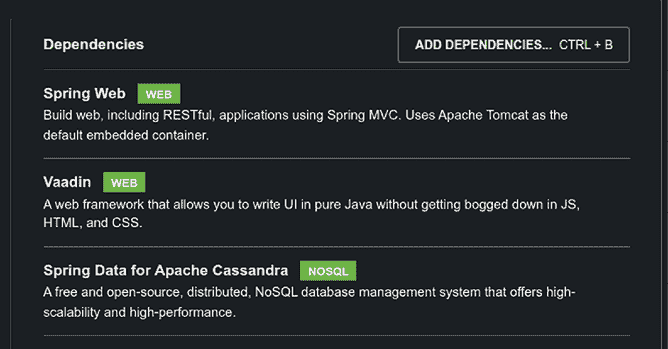 Dependencies
ADD DEPENDENCIES... CTRL + B
Spring Web WEB
Build web, including RESTful, applications using Spring MVC. Uses Apache Tomcat as the
default embedded container.
Vaadin WEB
A web framework that allows you to write UI in pure Java without getting bogged down in JS,
HTML, and CSS.
Spring Data for Apache Cassandra NOSQL
A free and open-source, distributed, NoSQL database management system that offers high-
scalability and high-performance.